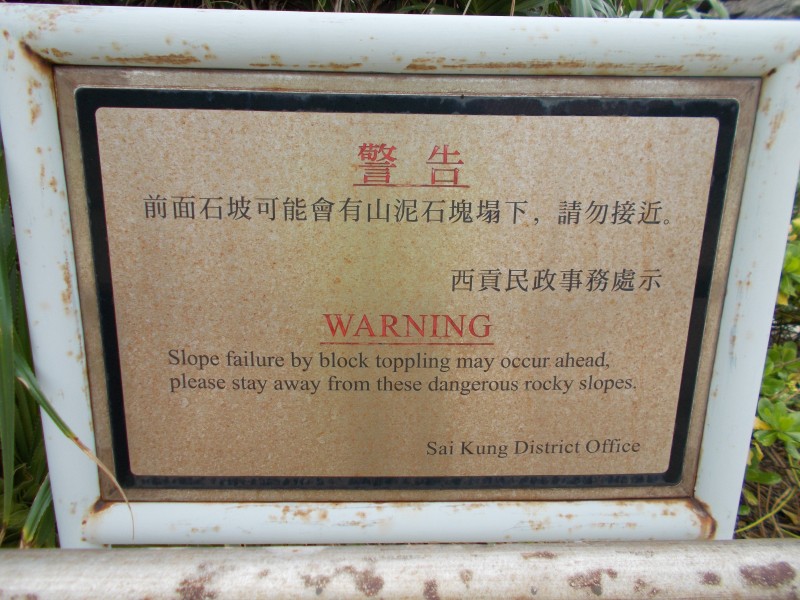 警告
前面石坡可能會有山泥石塊塌下，請勿接近。
西貢民政事務處示
WARNING
Slope failure by block toppling may occur ahead,
please stay away from these dangerous rocky slopes.
Sai Kung District Office